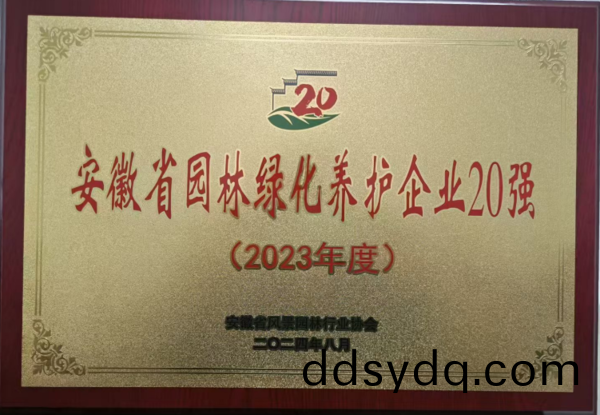 20
安徽省园林绿化养护企业20强
（2023年度）
安徽省风景园林行业协会
二〇二四年八月
ddsydq.com